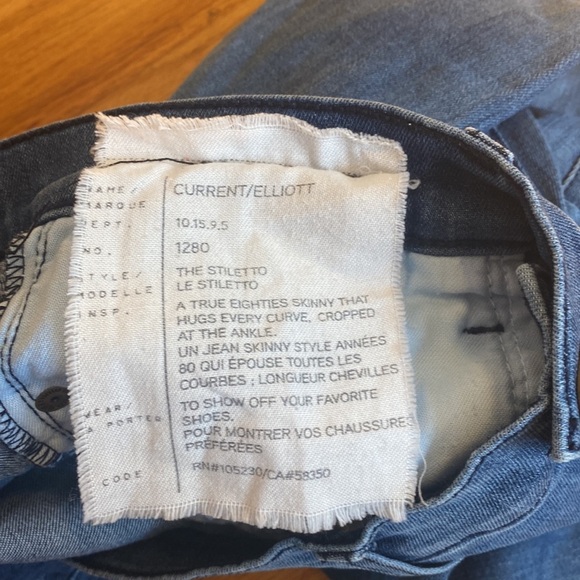 NAME/ CURRENT/ELLIOTT
MARQUE
DEPT. 10.15.9.5
NO. 1280
STYLE/ THE STILETTO
MODELLE LE STILETTO
INSP. A TRUE EIGHTIES SKINNY THAT
HUGS EVERY CURVE, CROPPED
AT THE ANKLE.
UN JEAN SKINNY STYLE ANNÉES
80 QUI ÉPOUSE TOUTES LES
COURBES ; LONGUEUR CHEVILLES
WEAR/ TO SHOW OFF YOUR FAVORITE
A PORTER SHOES.
POUR MONTRER VOS CHAUSSURES
PRÉFÉRÉES
CODE RN#105230/CA#58350